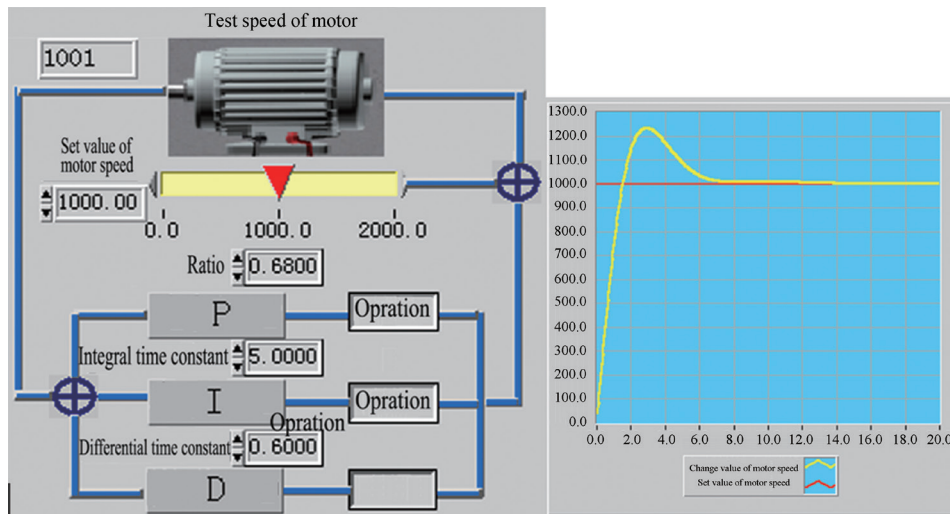 Test speed of motor
1001
Set value of
motor speed
1000.00
0.0 1000.0 2000.0
Ratio 0.6800
P Opration
Integral time constant 5.0000
I Opration
Opration
Differential time constant 0.6000
D
1300.0
1200.0
1100.0
1000.0
900.0
800.0
700.0
600.0
500.0
400.0
300.0
200.0
100.0
0.0
0.0 2.0 4.0 6.0 8.0 10.0 12.0 14.0 16.0 18.0 20.0
Change value of motor speed
Set value of motor speed